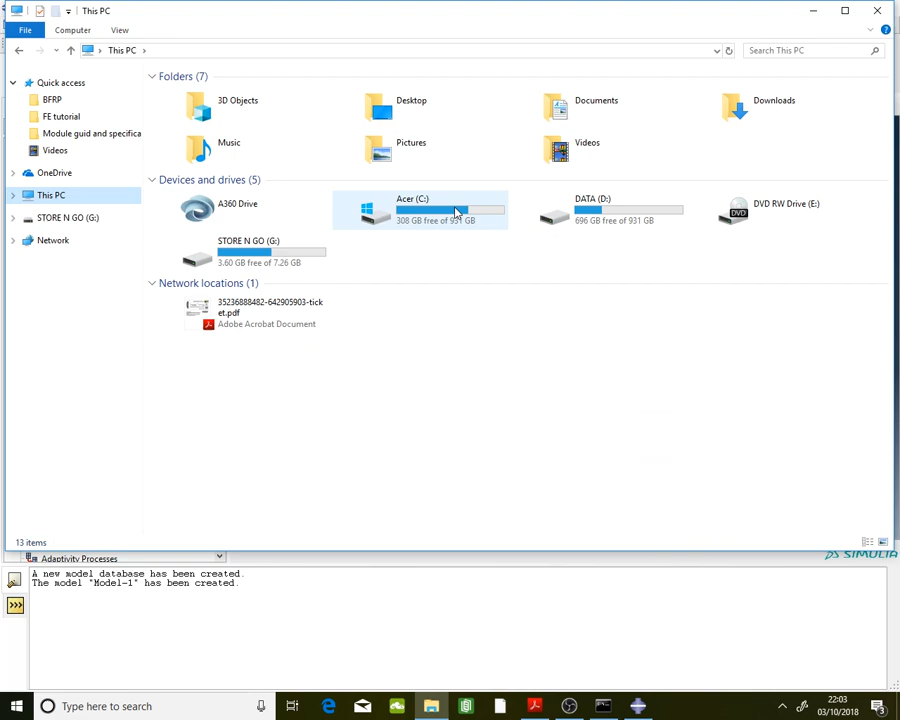 This PC
File
Computer
View
This PC
Search This PC
Quick access
BFRP
FE tutorial
Module guid and specifica
Videos
OneDrive
This PC
STORE N GO (G:)
Network
Folders (7)
3D Objects
Desktop
Documents
Downloads
Music
Pictures
Videos
Devices and drives (5)
A360 Drive
Acer (C:)
308 GB free of 931 GB
DATA (D:)
696 GB free of 931 GB
DVD RW Drive (E:)
DVD
STORE N GO (G:)
3.60 GB free of 7.26 GB
Network locations (1)
35236888482-642905903-tick
et.pdf
Adobe Acrobat Document
13 items
Adaptivity Processes
SIMULIA
A new model database has been created.
The model "Model-1" has been created.
>>>
Type here to search
22:03
03/10/2018
3